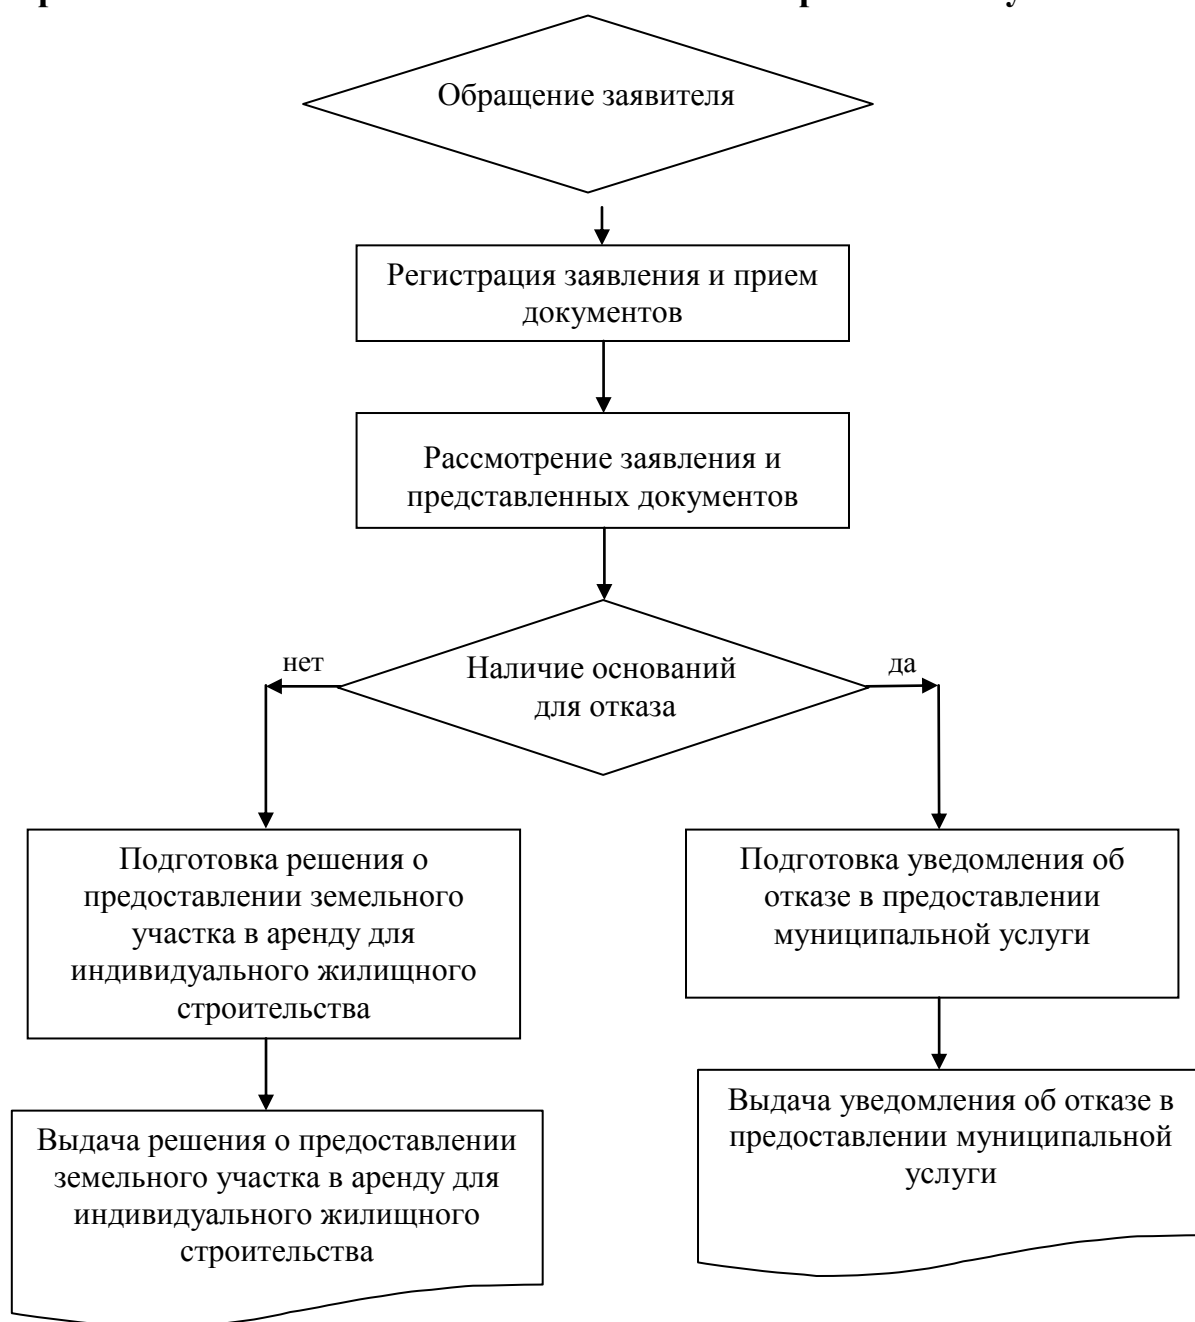 Обращение заявителя
Регистрация заявления и прием
документов
Рассмотрение заявления и
представленных документов
нет
Наличие оснований
для отказа
да
Подготовка решения о
предоставлении земельного
участка в аренду для
индивидуального жилищного
строительства
Подготовка уведомления об
отказе в предоставлении
муниципальной услуги
Выдача решения о предоставлении
земельного участка в аренду для
индивидуального жилищного
строительства
Выдача уведомления об отказе в
предоставлении муниципальной
услуги